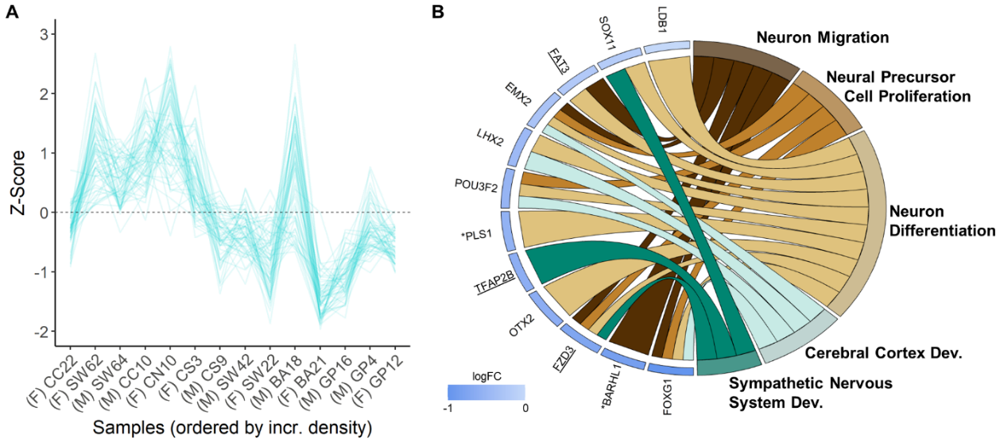 A
Z-Score
3
2
1
0
-1
-2
(F) CC22
(F) SW62
(M) SW64
(M) CC10
(F) CN10
(F) CS3
(M) CS9
(M) SW42
(F) SW22
(M) BA18
(F) BA21
(M) GP16
(M) GP4
(F) GP12
Samples (ordered by incr. density)
B
LDB1
SOX11
FAT3
EMX2
LHX2
POU3F2
*PLS1
TFAP2B
OTX2
FZD3
*BARHL1
FOXG1
Neuron Migration
Neural Precursor
Cell Proliferation
Neuron
Differentiation
Cerebral Cortex Dev.
Sympathetic Nervous
System Dev.
logFC
-1 0